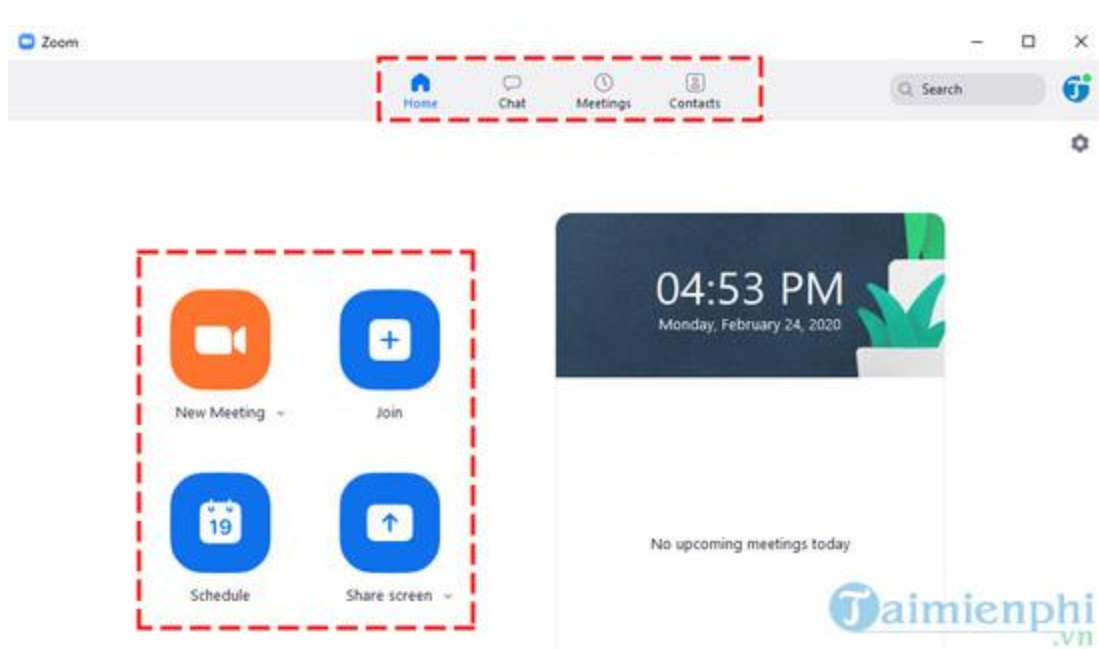 Zoom
Home
Chat
Meetings
Contacts
Search
04:53 PM
Monday, February 24, 2020
New Meeting
Join
19
Schedule
Share screen
No upcoming meetings today
Taimienphi
.vn